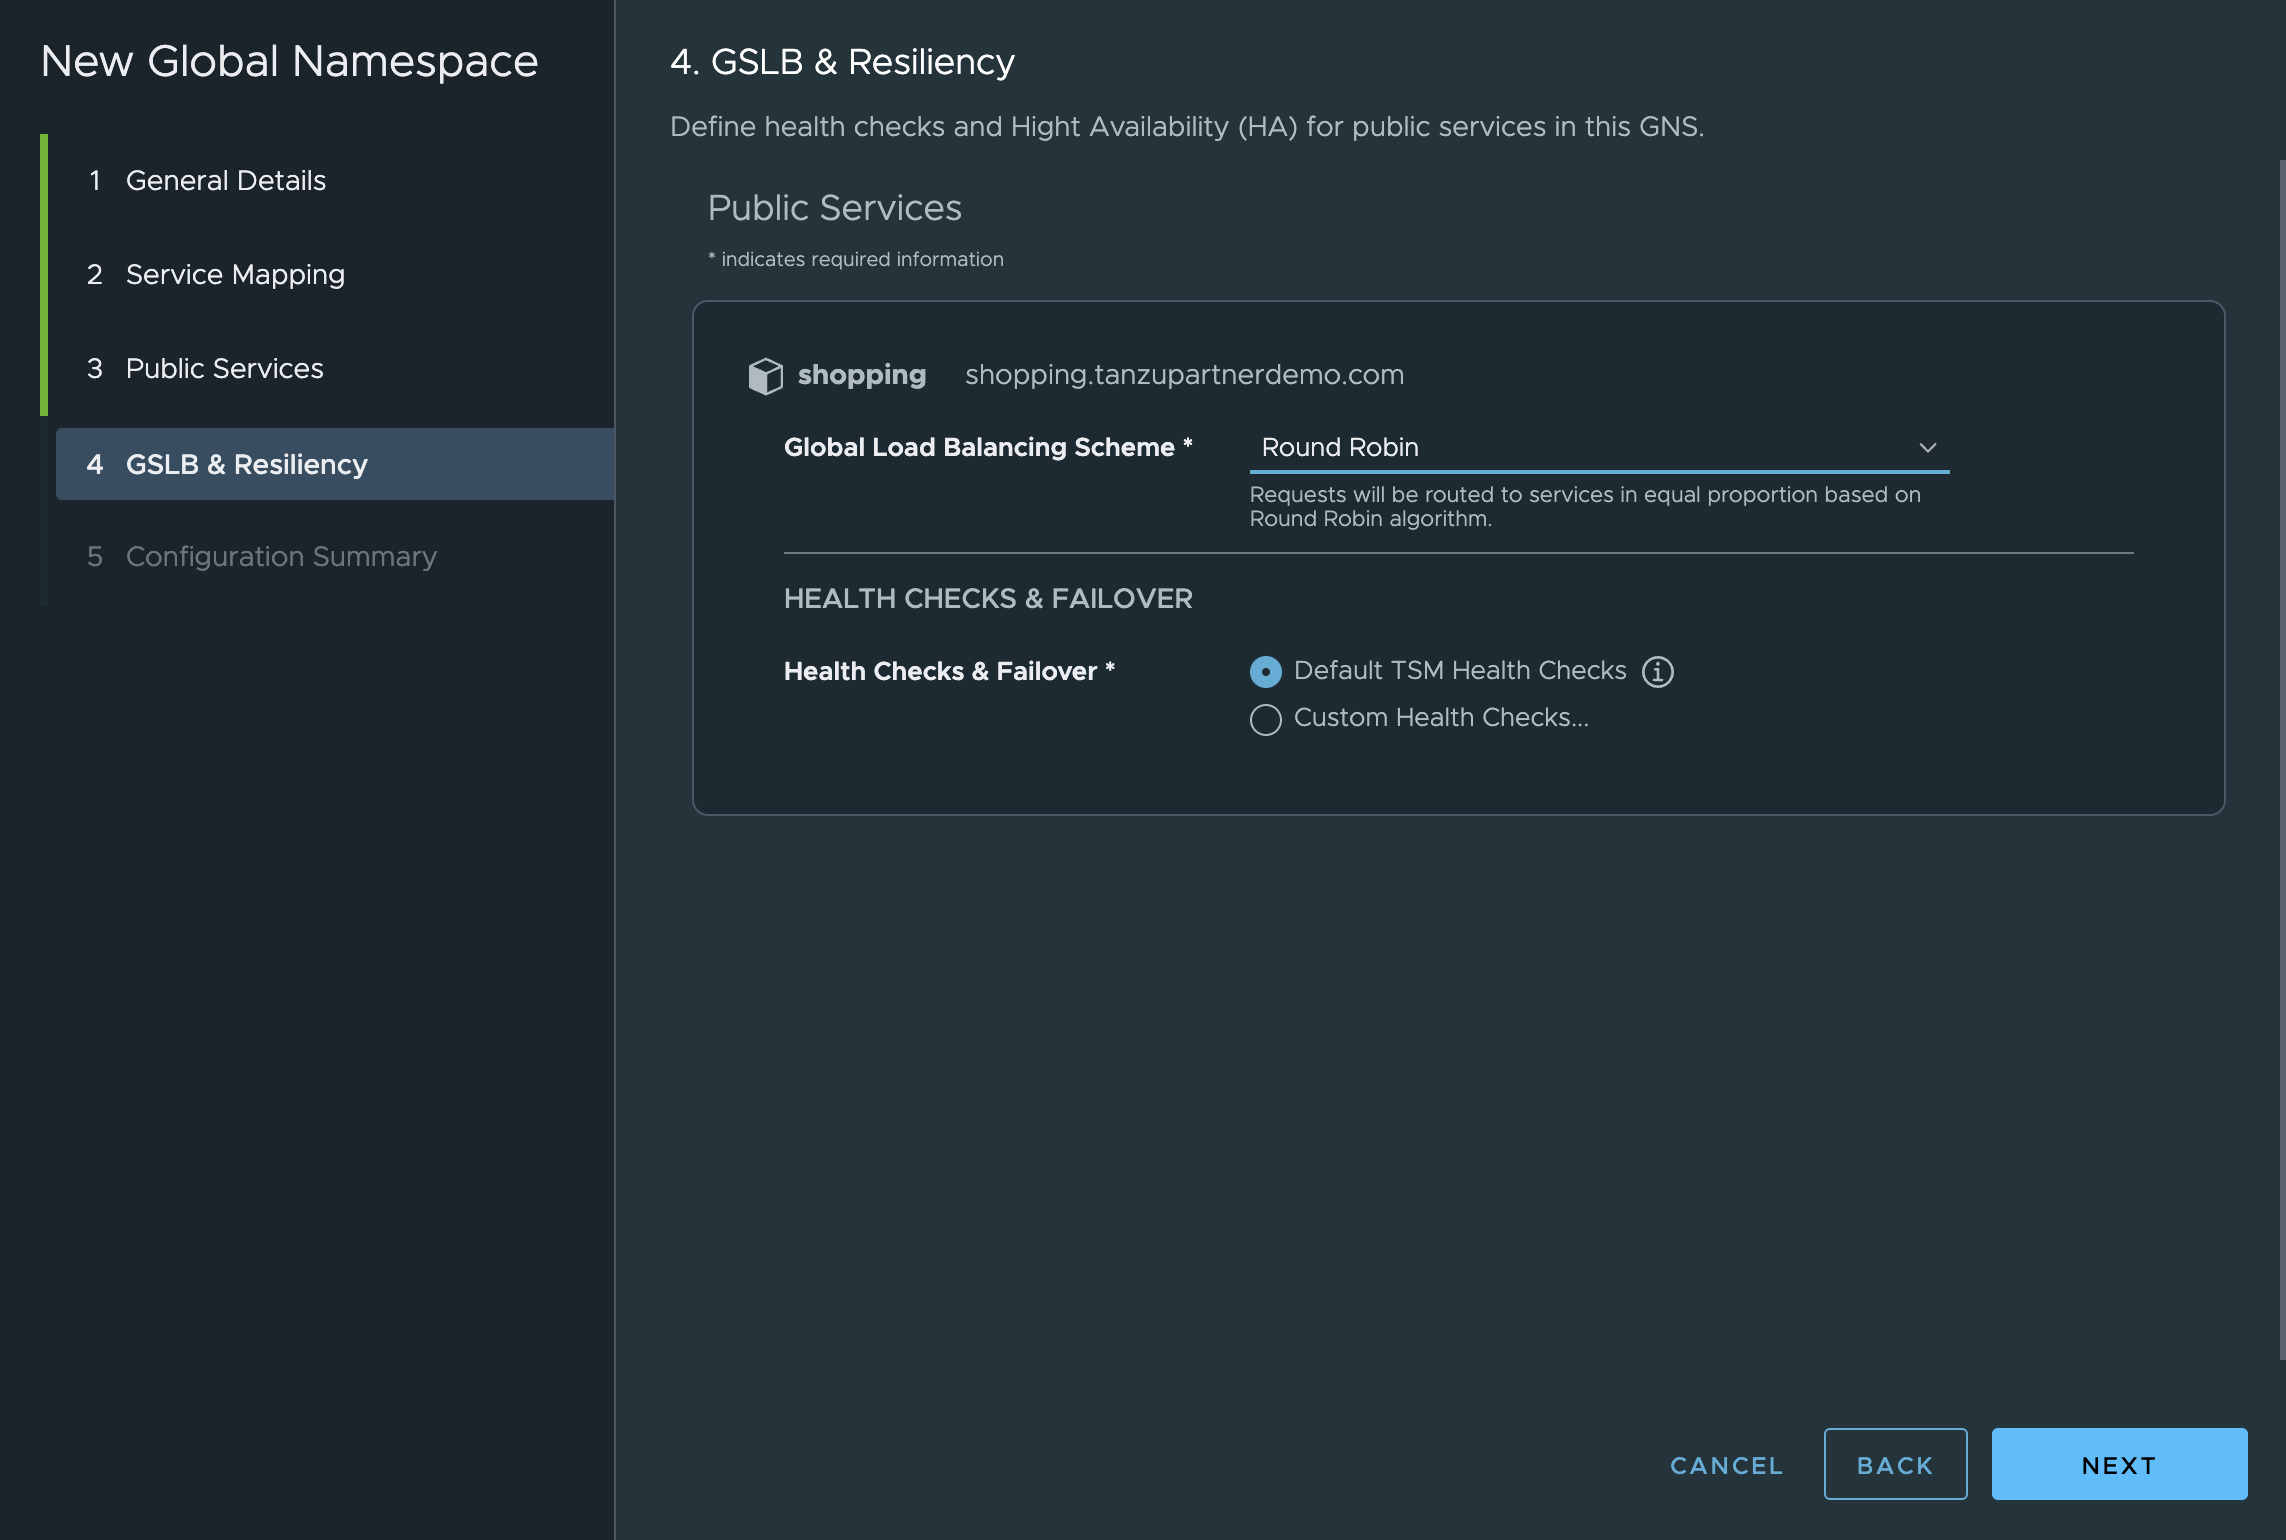 New Global Namespace
1 General Details
2 Service Mapping
3 Public Services
4 GSLB & Resiliency
5 Configuration Summary
4. GSLB & Resiliency
Define health checks and Hight Availability (HA) for public services in this GNS.
Public Services
* indicates required information
shopping shopping.tanzupartnerdemo.com
Global Load Balancing Scheme * Round Robin
Requests will be routed to services in equal proportion based on
Round Robin algorithm.
HEALTH CHECKS & FAILOVER
Health Checks & Failover * Default TSM Health Checks
Custom Health Checks...
CANCEL BACK NEXT